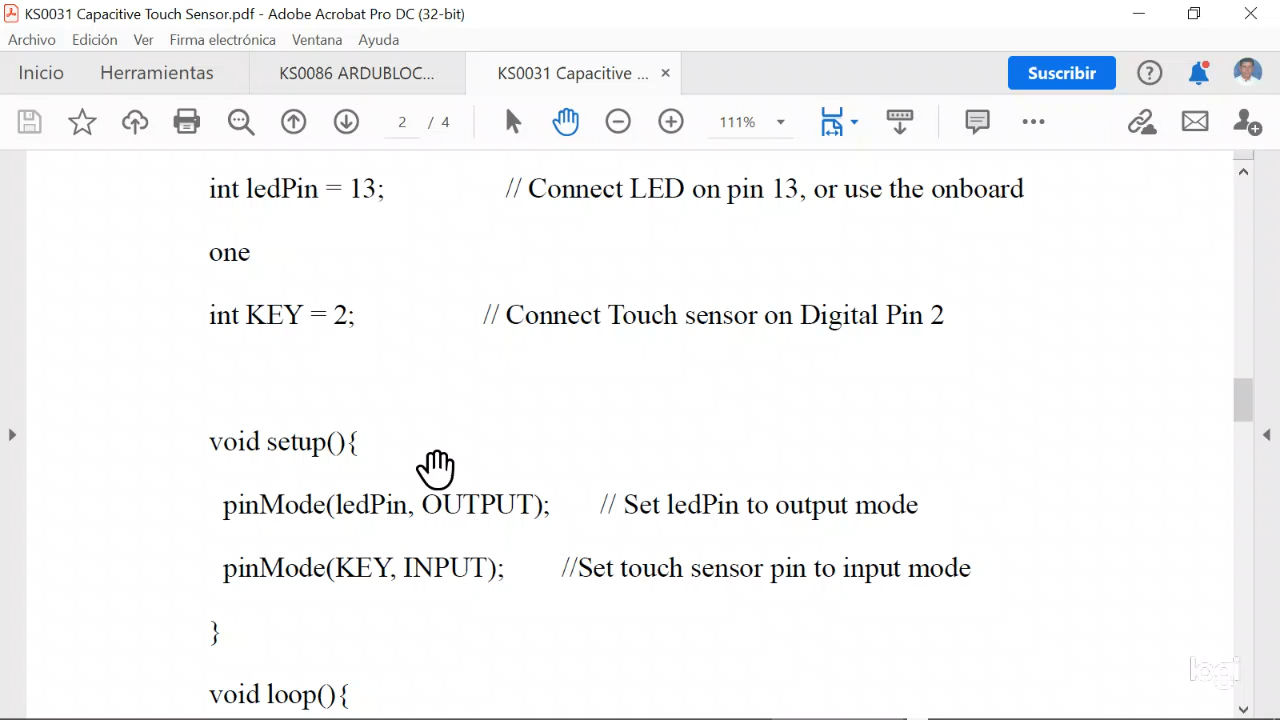 KS0031 Capacitive Touch Sensor.pdf - Adobe Acrobat Pro DC (32-bit)
Archivo Edición Ver Firma electrónica Ventana Ayuda
Inicio Herramientas KS0086 ARDUBLOC... KS0031 Capacitive ... × Suscribir
2 / 4 111%
int ledPin = 13; // Connect LED on pin 13, or use the onboard
one
int KEY = 2; // Connect Touch sensor on Digital Pin 2
void setup(){
pinMode(ledPin, OUTPUT); // Set ledPin to output mode
pinMode(KEY, INPUT); //Set touch sensor pin to input mode
}
logi
void loop(){